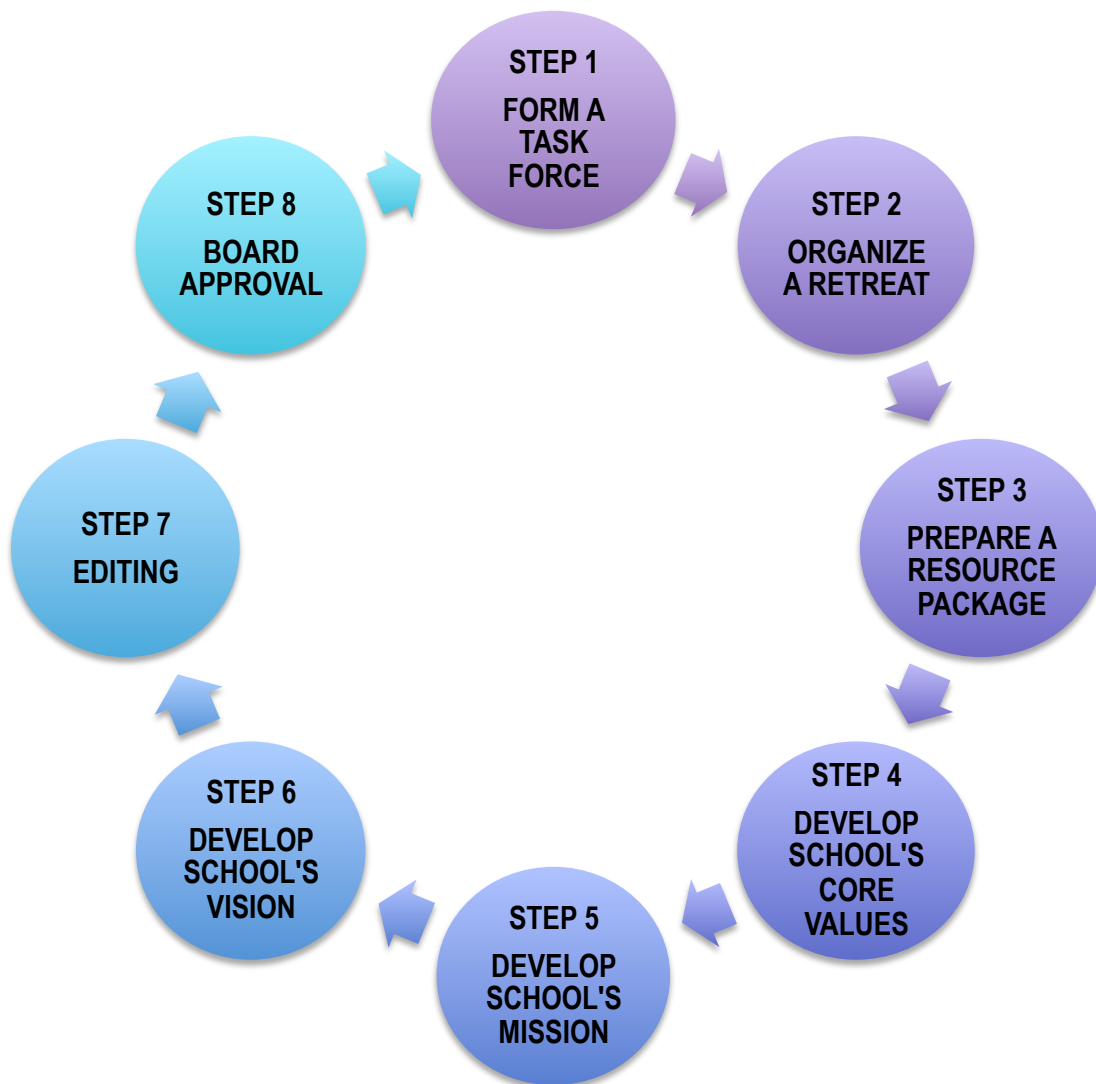 STEP 1
FORM A
TASK
FORCE
STEP 2
ORGANIZE
A RETREAT
STEP 3
PREPARE A
RESOURCE
PACKAGE
STEP 4
DEVELOP
SCHOOL'S
CORE
VALUES
STEP 5
DEVELOP
SCHOOL'S
MISSION
STEP 6
DEVELOP
SCHOOL'S
VISION
STEP 7
EDITING
STEP 8
BOARD
APPROVAL